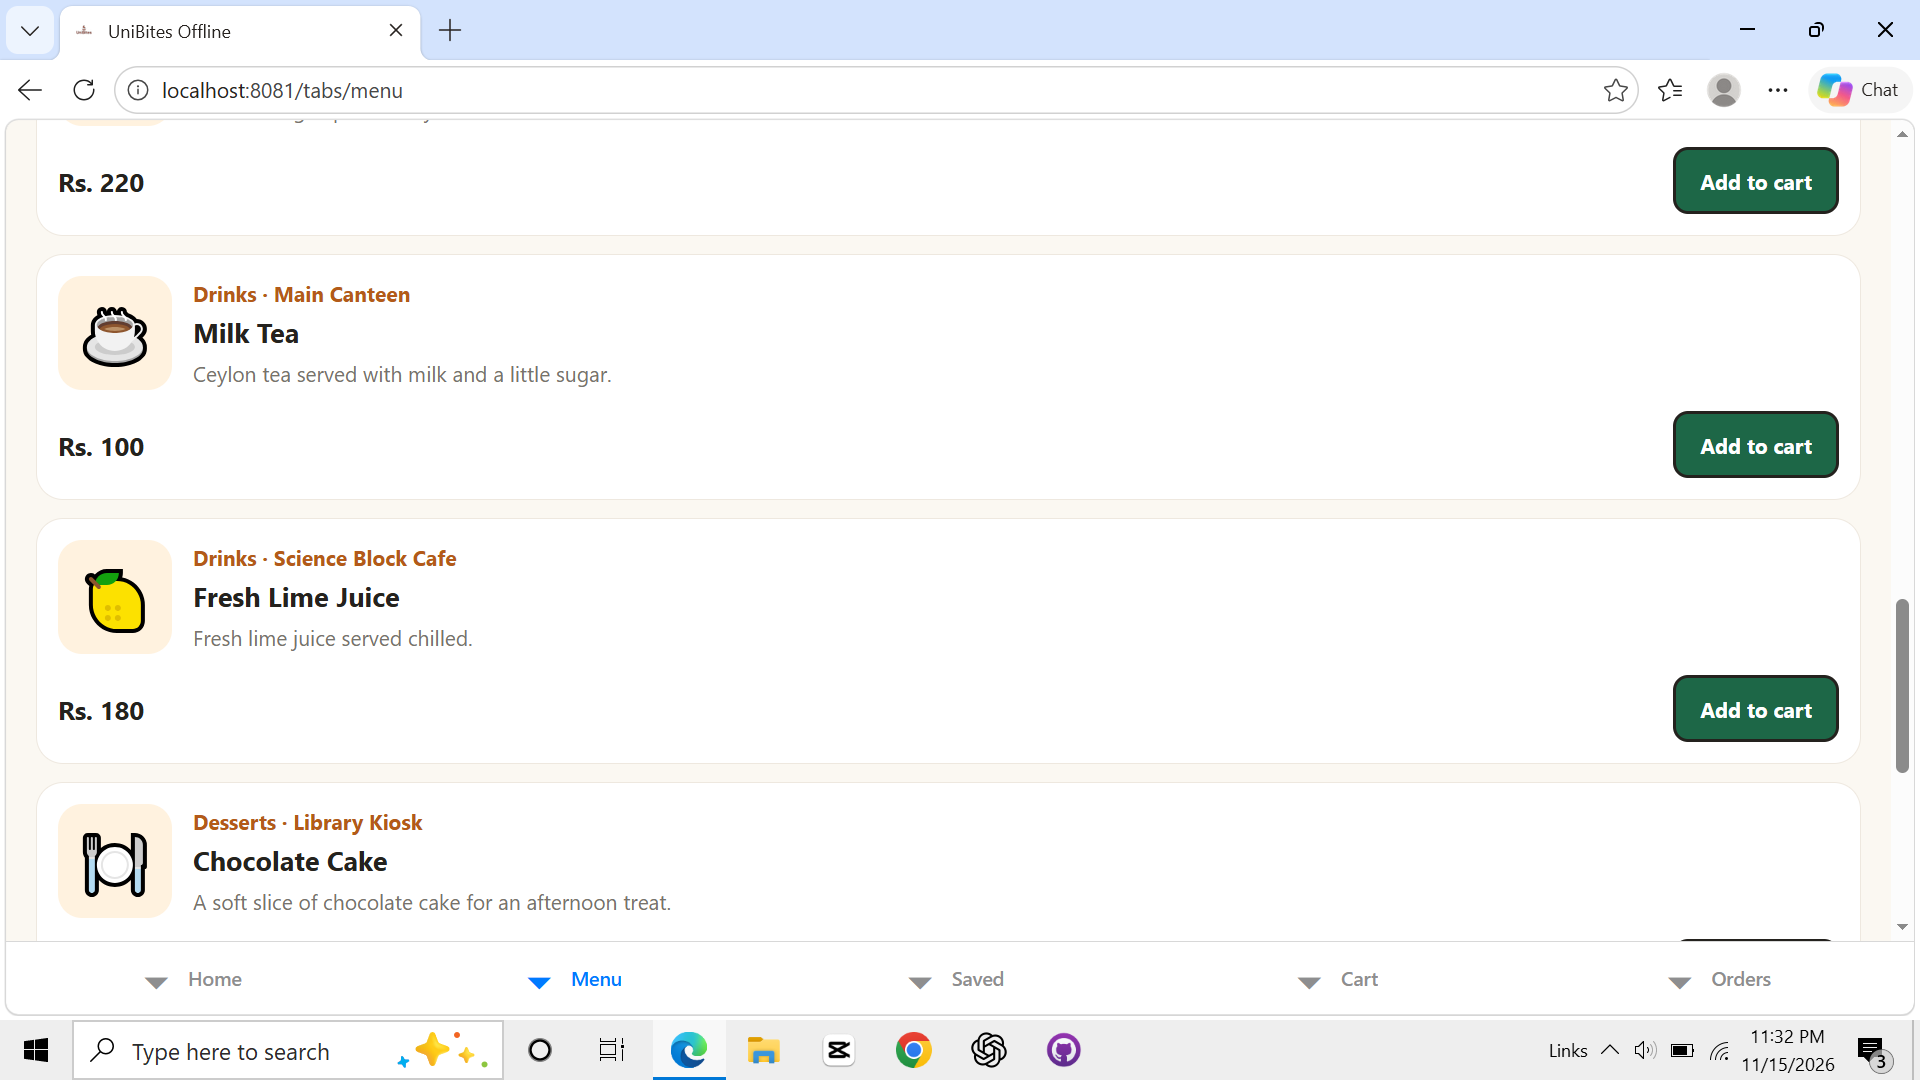 UniBites Offline
localhost:8081/tabs/menu
Chat
Rs. 220
Add to cart
Drinks · Main Canteen
Milk Tea
Ceylon tea served with milk and a little sugar.
Rs. 100
Add to cart
Drinks · Science Block Cafe
Fresh Lime Juice
Fresh lime juice served chilled.
Rs. 180
Add to cart
Desserts · Library Kiosk
Chocolate Cake
A soft slice of chocolate cake for an afternoon treat.
Home
Menu
Saved
Cart
Orders
Type here to search
Links
11:32 PM
11/15/2026
3